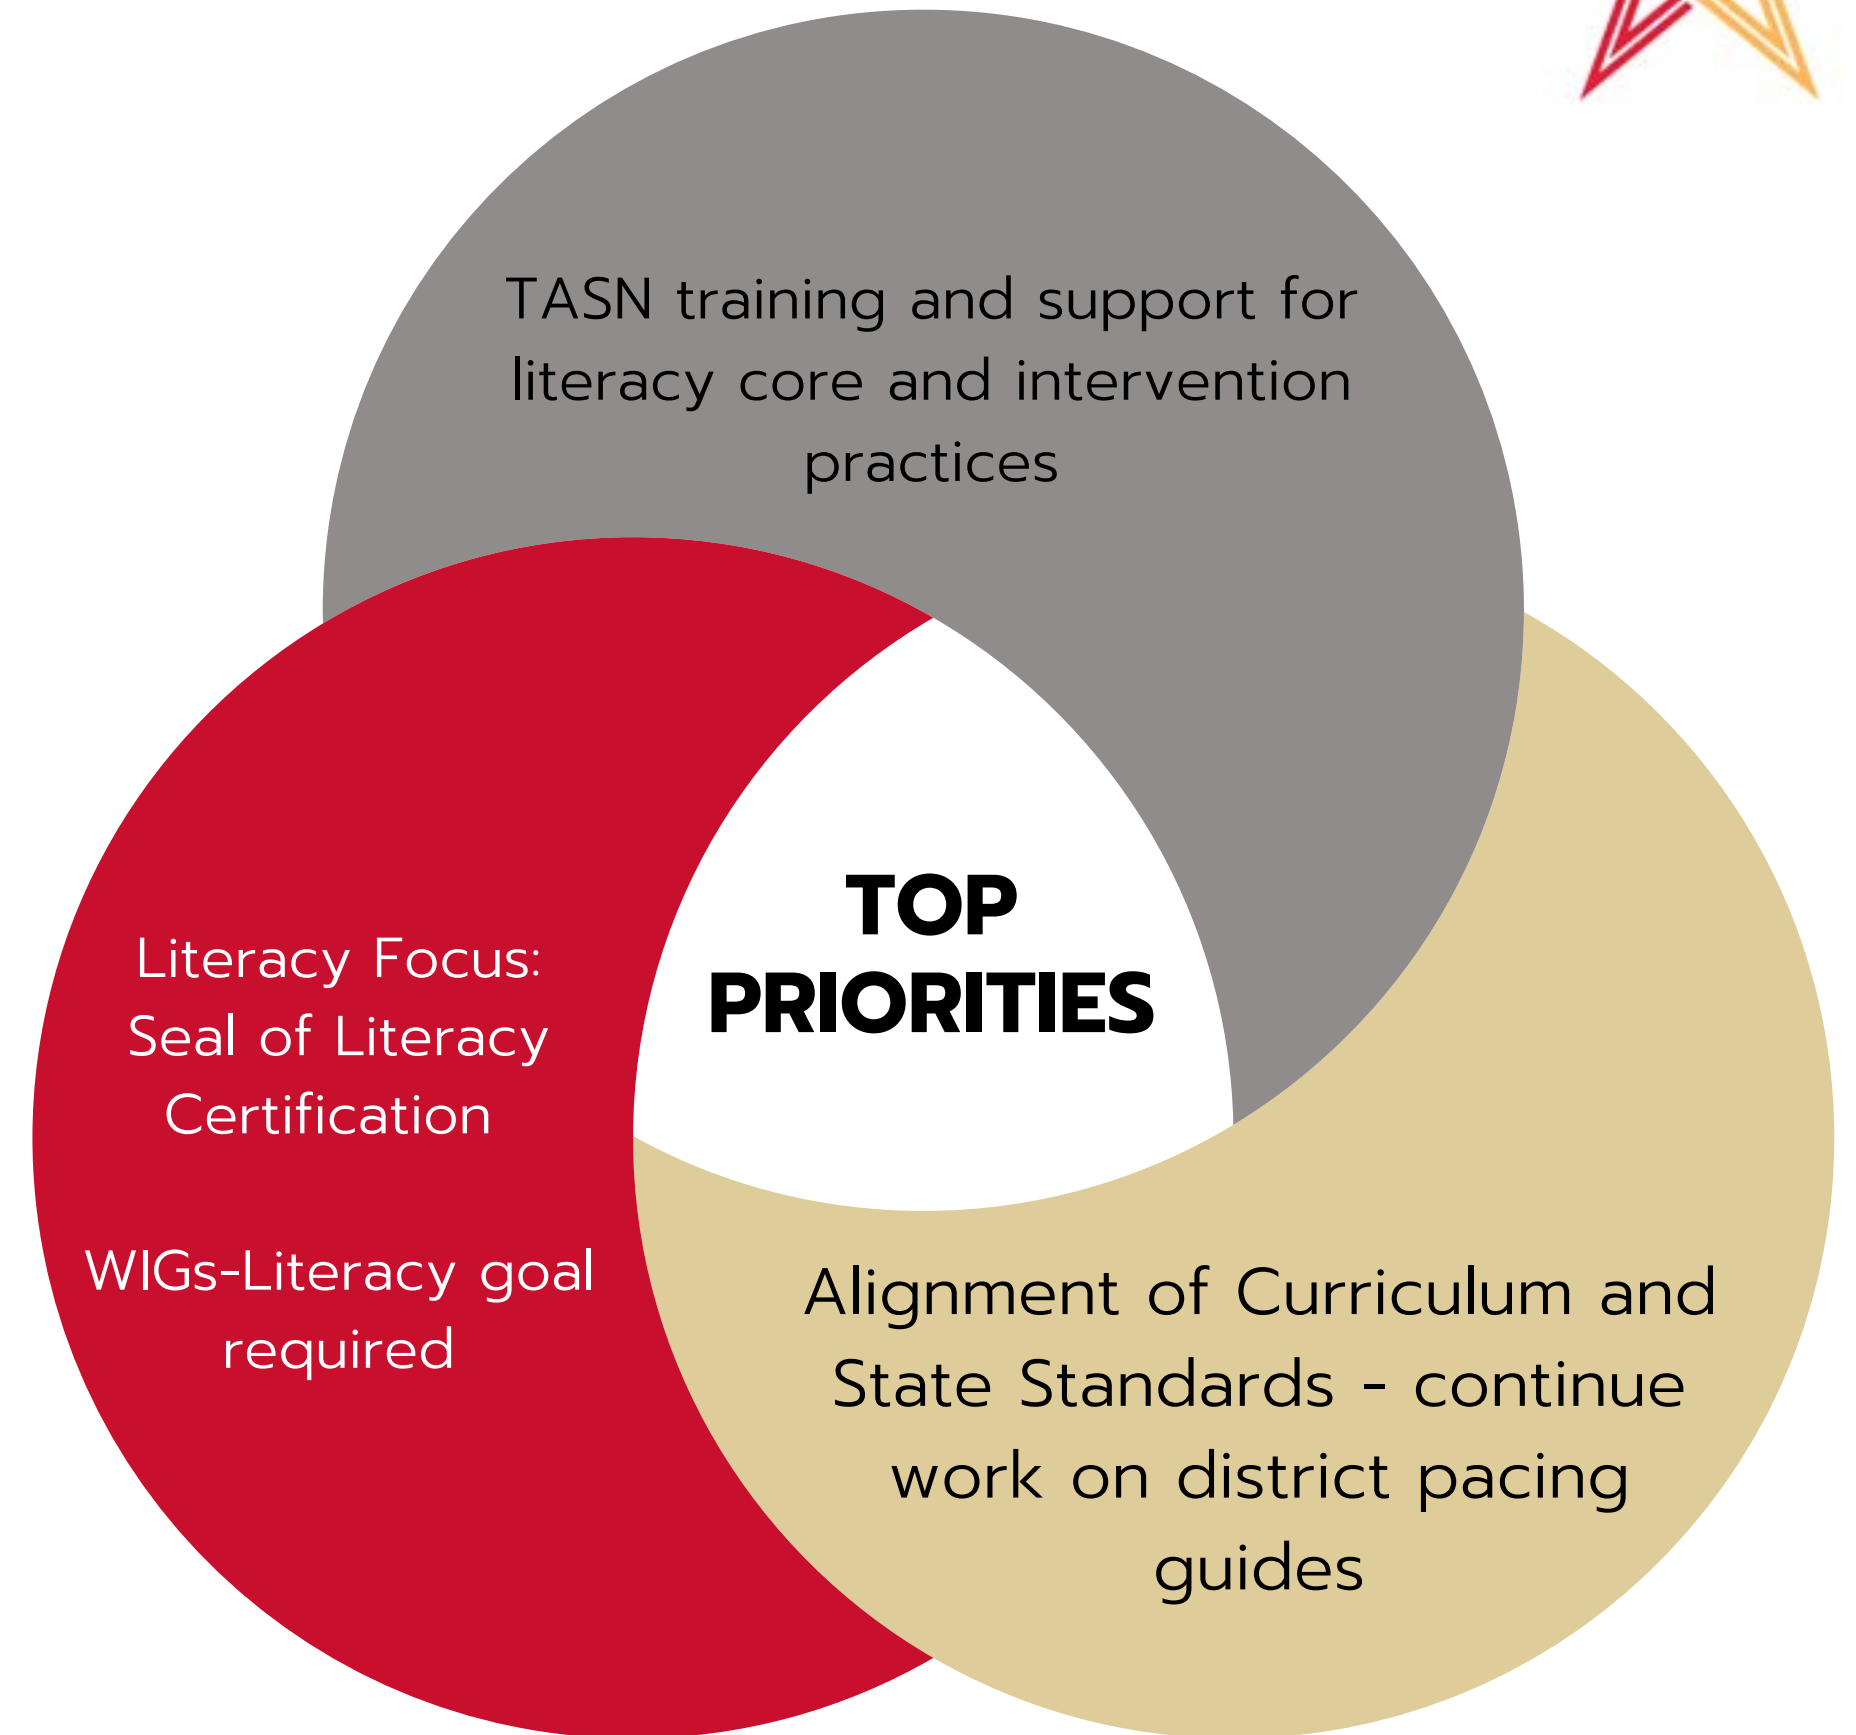 TASN training and support for
literacy core and intervention
practices
TOP
PRIORITIES
Literacy Focus:
Seal of Literacy
Certification
WIGs-Literacy goal
required
Alignment of Curriculum and
State Standards - continue
work on district pacing
guides